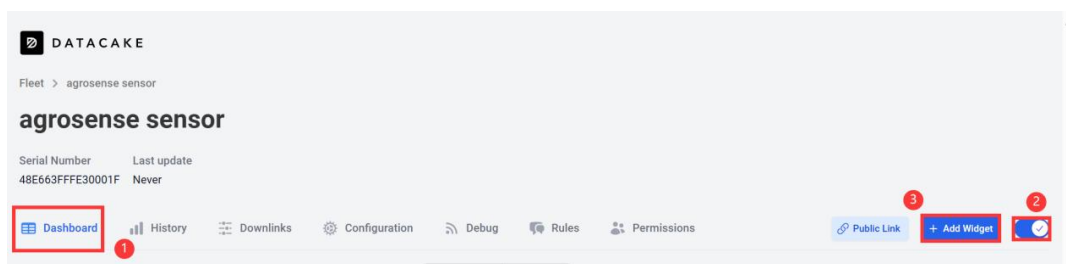 DATACAKE
Fleet > agrosense sensor
agrosense sensor
Serial Number Last update
48E663FFFE30001F Never
3 2
Dashboard History Downlinks Configuration Debug Rules Permissions Public Link + Add Widget
1